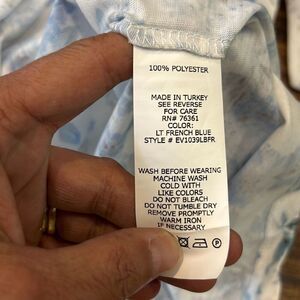 100% POLYESTER
MADE IN TURKEY
SEE REVERSE
FOR CARE
RN# 76361
COLOR:
LT FRENCH BLUE
STYLE # EV1039LBFR
WASH BEFORE WEARING
MACHINE WASH
COLD WITH
LIKE COLORS
DO NOT BLEACH
DO NOT TUMBLE DRY
REMOVE PROMPTLY
WARM IRON
IF NECESSARY
P